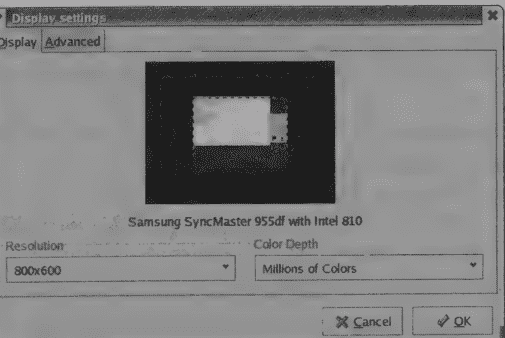 Display settings
Display Advanced
Samsung SyncMaster 955df with Intel 810
Resolution
Color Depth
800x600
Millions of Colors
Cancel
OK